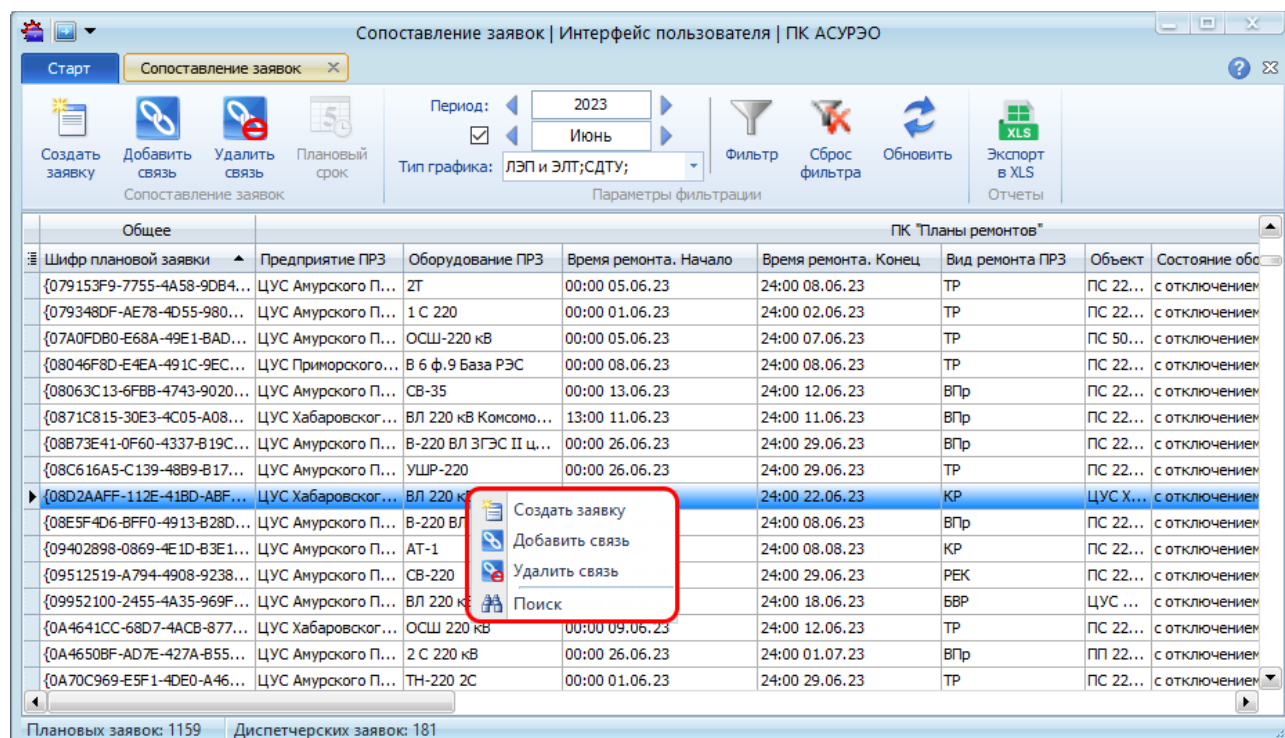 Сопоставление заявок | Интерфейс пользователя | ПК АСУРЭО
Старт Сопоставление заявок
Создать заявку Добавить связь Удалить связь Плановый срок
Сопоставление заявок
Период: 2023
Июнь
Тип графика: ЛЭП и ЭЛТ;СДТУ;
Фильтр Сброс фильтра Обновить
Параметры фильтрации
XLS
Экспорт в XLS
Отчеты
Общее ПК "Планы ремонтов"
Шифр плановой заявки Предприятие ПРЗ Оборудование ПРЗ Время ремонта. Начало Время ремонта. Конец Вид ремонта ПРЗ Объект Состояние обо
{079153F9-7755-4A58-9DB4... ЦУС Амурского П... 2Т 00:00 05.06.23 24:00 08.06.23 ТР ПС 22... с отключением
{079348DF-AE78-4D55-980... ЦУС Амурского П... 1 С 220 00:00 01.06.23 24:00 02.06.23 ТР ПС 22... с отключением
{07A0FDB0-E68A-49E1-BAD... ЦУС Амурского П... ОСШ-220 кВ 00:00 05.06.23 24:00 07.06.23 ТР ПС 50... с отключением
{08046F8D-E4EA-491C-9EC... ЦУС Приморского... В 6 ф.9 База РЭС 00:00 08.06.23 24:00 08.06.23 ТР ПС 22... с отключением
{08063C13-6FBB-4743-9020... ЦУС Амурского П... СВ-35 00:00 13.06.23 24:00 12.06.23 ВПр ПС 22... с отключением
{0871C815-30E3-4C05-A08... ЦУС Хабаровског... ВЛ 220 кВ Комсомо... 13:00 11.06.23 24:00 11.06.23 ВПр ПС 22... с отключением
{08B73E41-0F60-4337-B19C... ЦУС Амурского П... В-220 ВЛ ЗГЭС II ц... 00:00 26.06.23 24:00 29.06.23 ВПр ПС 22... с отключением
{08C616A5-C139-48B9-B17... ЦУС Амурского П... УШР-220 00:00 26.06.23 24:00 29.06.23 ТР ПС 22... с отключением
{08D2AAFF-112E-41BD-ABF... ЦУС Хабаровског... ВЛ 220 к 24:00 22.06.23 КР ЦУС Х... с отключением
{08E5F4D6-BFF0-4913-B28D... ЦУС Амурского П... В-220 ВЛ 24:00 08.06.23 ВПр ПС 22... с отключением
{09402898-0869-4E1D-B3E1... ЦУС Амурского П... АТ-1 24:00 08.08.23 КР ПС 22... с отключением
{09512519-A794-4908-9238... ЦУС Амурского П... СВ-220 24:00 29.06.23 РЕК ПС 22... с отключением
{09952100-2455-4A35-969F... ЦУС Амурского П... ВЛ 220 к 24:00 18.06.23 БВР ЦУС ... с отключением
{0A4641CC-68D7-4ACB-877... ЦУС Хабаровског... ОСШ 220 кВ 00:00 09.06.23 24:00 12.06.23 ТР ПС 22... с отключением
{0A4650BF-AD7E-427A-B55... ЦУС Амурского П... 2 С 220 кВ 00:00 26.06.23 24:00 01.07.23 ВПр ПП 22... с отключением
{0A70C969-E5F1-4DE0-A46... ЦУС Амурского П... ТН-220 2С 00:00 01.06.23 24:00 29.06.23 ТР ПС 22... с отключением
Создать заявку
Добавить связь
Удалить связь
Поиск
Плановых заявок: 1159 Диспетчерских заявок: 181